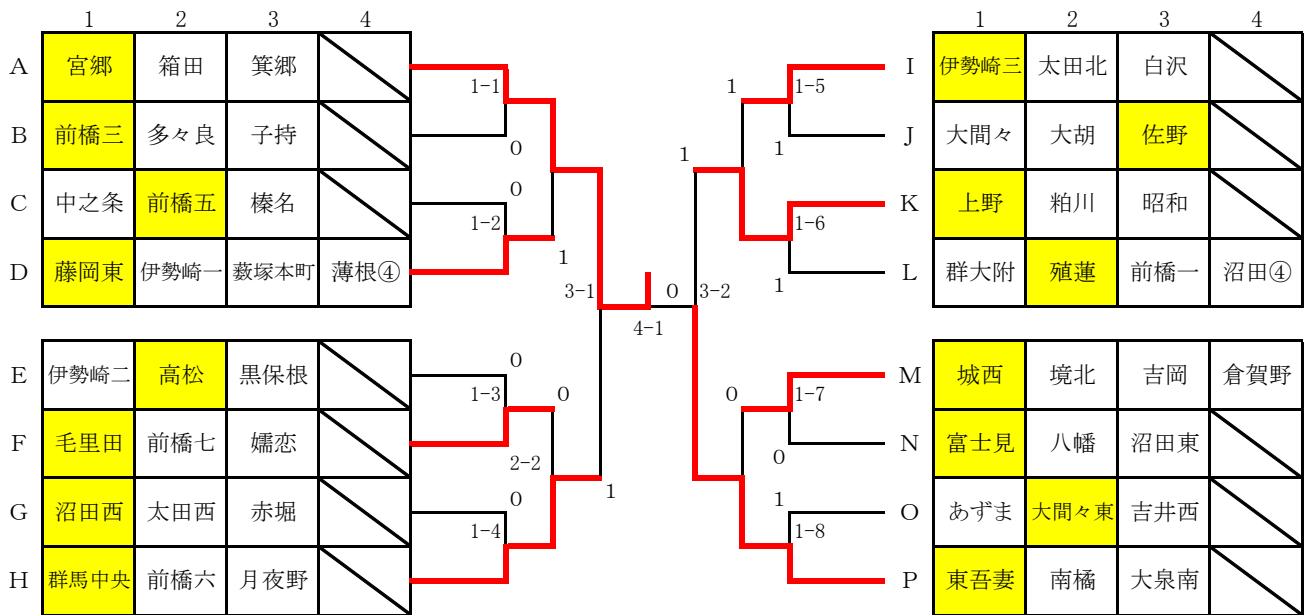 1 2 3 4
A 宮郷 箱田 箕郷
B 前橋三 多々良 子持
C 中之条 前橋五 榛名
D 藤岡東 伊勢崎一 藪塚本町 薄根④
E 伊勢崎二 高松 黒保根
F 毛里田 前橋七 嬬恋
G 沼田西 太田西 赤堀
H 群馬中央 前橋六 月夜野
1-1
0
0
1-2
1
3-1
0
1-3
0
2-2
0
1-4
1
4-1
0
3-2
1
1
1-5
1
1-6
1
0
1-7
0
1
1-8
1 2 3 4
I 伊勢崎三 太田北 白沢
J 大間々 大胡 佐野
K 上野 粕川 昭和
L 群大附 殖蓮 前橋一 沼田④
M 城西 境北 吉岡 倉賀野
N 富士見 八幡 沼田東
O あずま 大間々東 吉井西
P 東吾妻 南橘 大泉南